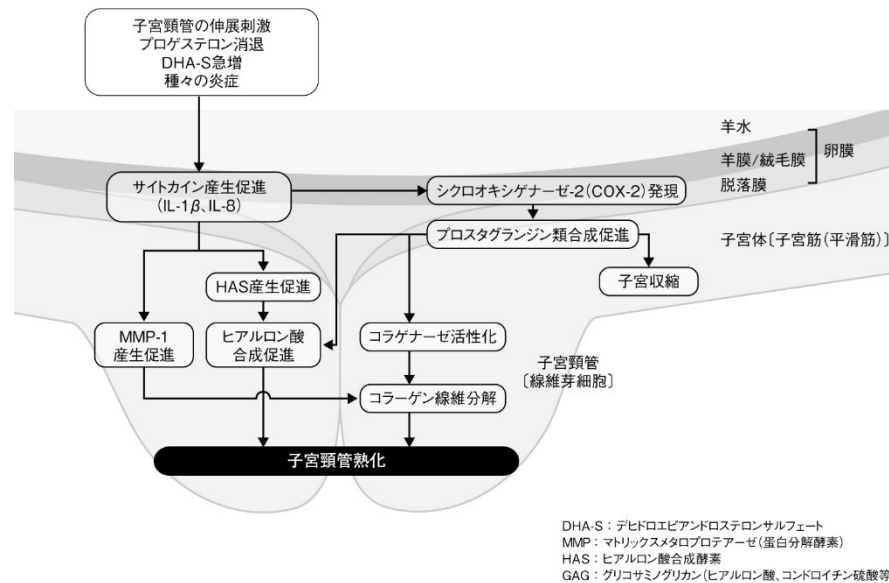 子宮頸管の伸展刺激
プロゲステロン消退
DHA-S急増
種々の炎症
羊水
羊膜/絨毛膜
卵膜
脱落膜
サイトカイン産生促進
(IL-1β、IL-8)
シクロオキシゲナーゼ-2(COX-2)発現
プロスタグランジン類合成促進
子宮体〔子宮筋(平滑筋)〕
HAS産生促進
子宮収縮
MMP-1
産生促進
ヒアルロン酸
合成促進
コラゲナーゼ活性化
子宮頸管
〔線維芽細胞〕
コラーゲン線維分解
子宮頸管熟化
DHA-S：デヒドロエピアンドロステロンサルフェート
MMP：マトリックスメタロプロテアーゼ(蛋白分解酵素)
HAS：ヒアルロン酸合成酵素
GAG：グリコサミノグリカン(ヒアルロン酸、コンドロイチン硫酸等